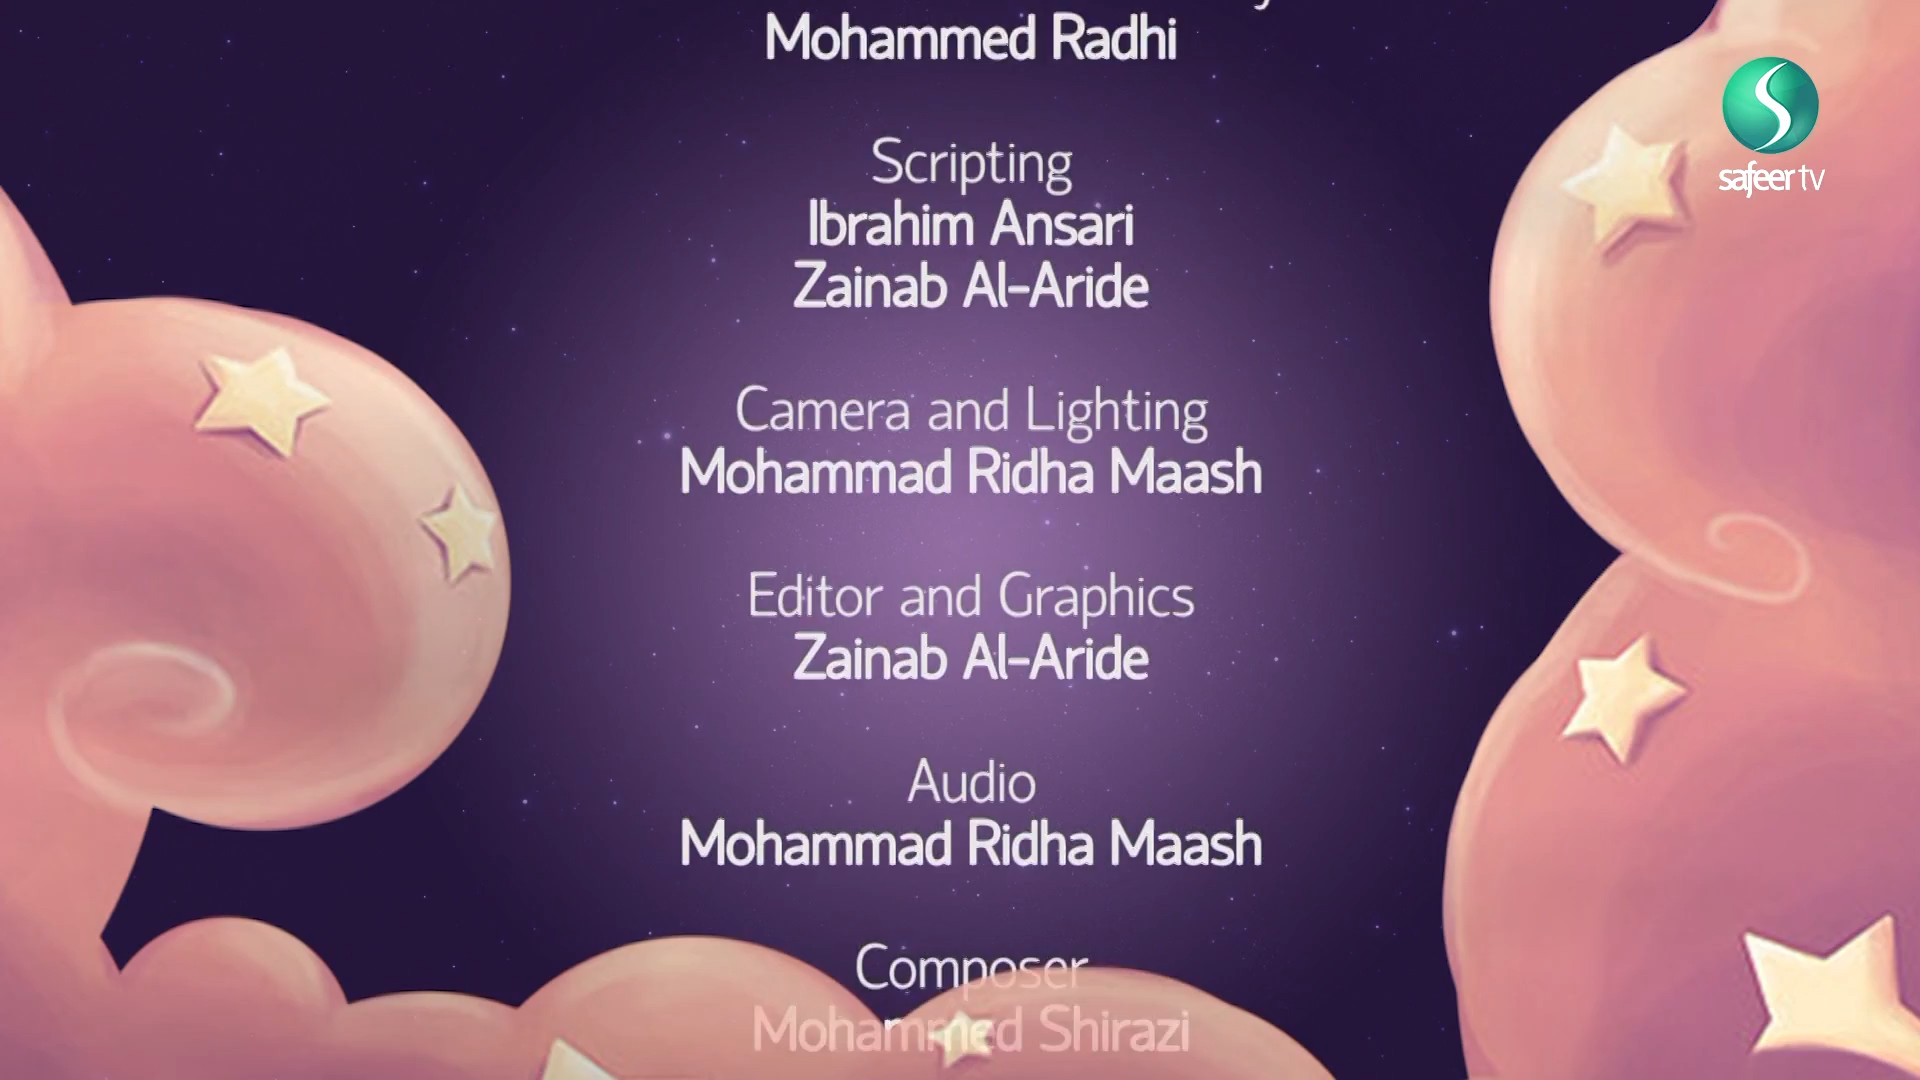 Mohammed Radhi
Scripting
Ibrahim Ansari
Zainab Al-Aride
Camera and Lighting
Mohammad Ridha Maash
Editor and Graphics
Zainab Al-Aride
Audio
Mohammad Ridha Maash
Composer
Mohammed Shirazi
safeer tv